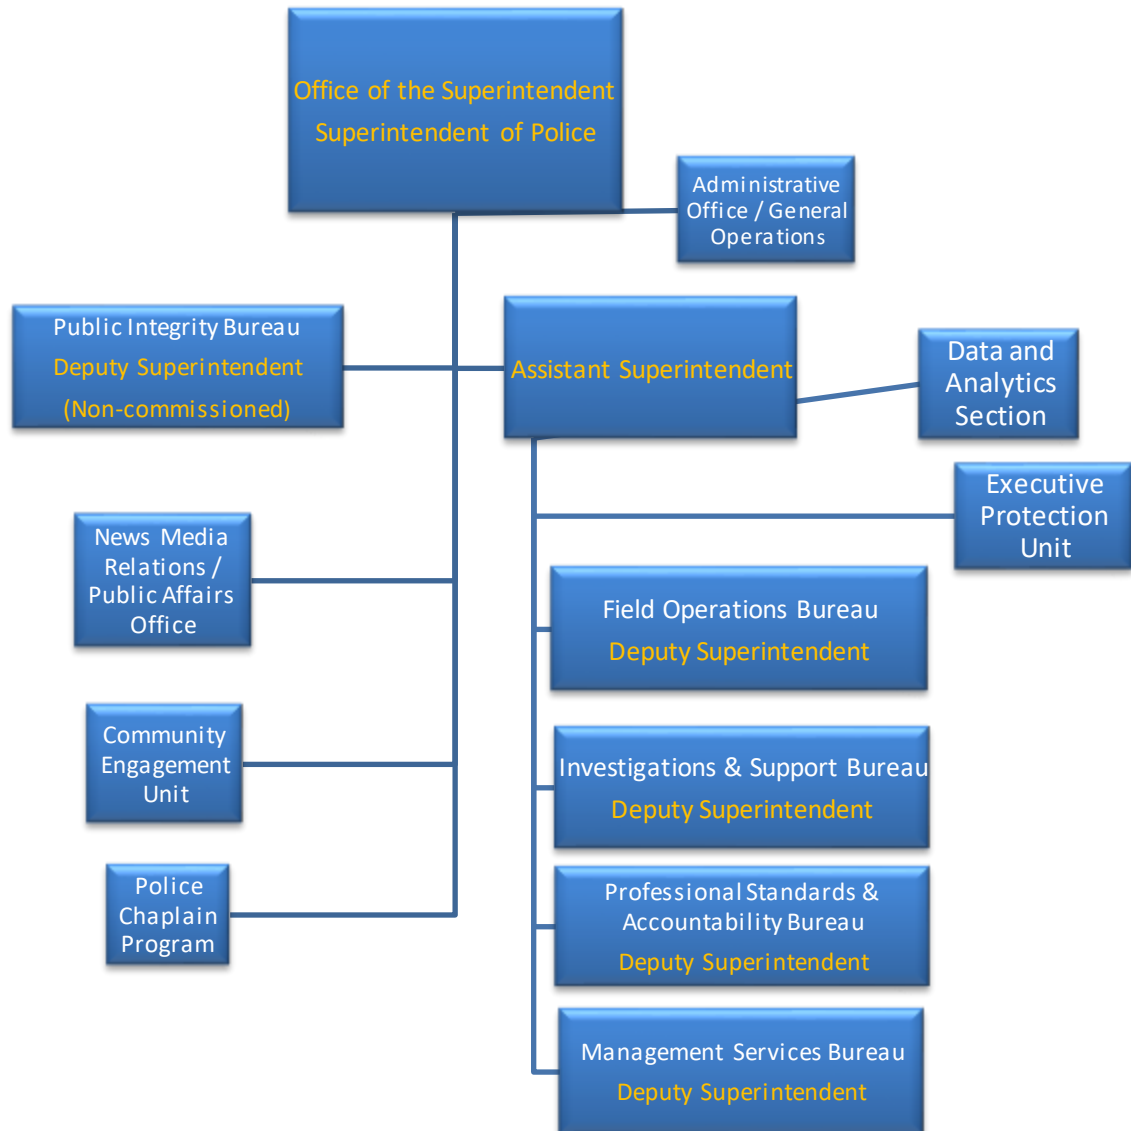 Office of the Superintendent
Superintendent of Police
Administrative
Office / General
Operations
Public Integrity Bureau
Deputy Superintendent
(Non-commissioned)
Assistant Superintendent
Data and
Analytics
Section
Executive
Protection
Unit
News Media
Relations /
Public Affairs
Office
Field Operations Bureau
Deputy Superintendent
Community
Engagement
Unit
Investigations & Support Bureau
Deputy Superintendent
Police
Chaplain
Program
Professional Standards &
Accountability Bureau
Deputy Superintendent
Management Services Bureau
Deputy Superintendent